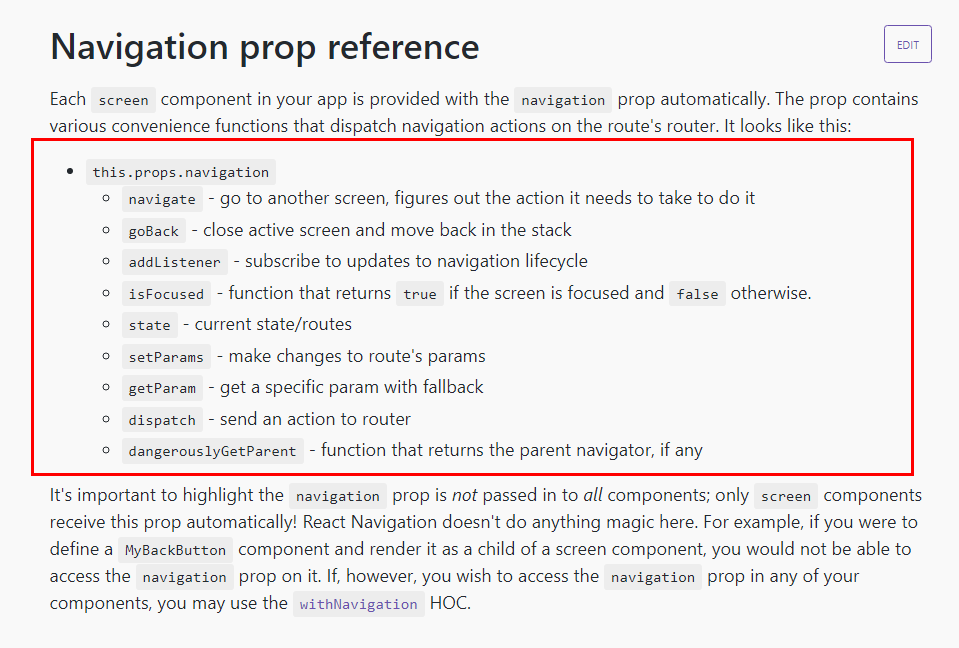 Navigation prop reference
EDIT
Each screen component in your app is provided with the navigation prop automatically. The prop contains
various convenience functions that dispatch navigation actions on the route's router. It looks like this:
this.props.navigation
navigate - go to another screen, figures out the action it needs to take to do it
goBack - close active screen and move back in the stack
addListener - subscribe to updates to navigation lifecycle
isFocused - function that returns true if the screen is focused and false otherwise.
state - current state/routes
setParams - make changes to route's params
getParam - get a specific param with fallback
dispatch - send an action to router
dangerouslyGetParent - function that returns the parent navigator, if any
It's important to highlight the navigation prop is not passed in to all components; only screen components
receive this prop automatically! React Navigation doesn't do anything magic here. For example, if you were to
define a MyBackButton component and render it as a child of a screen component, you would not be able to
access the navigation prop on it. If, however, you wish to access the navigation prop in any of your
components, you may use the withNavigation HOC.